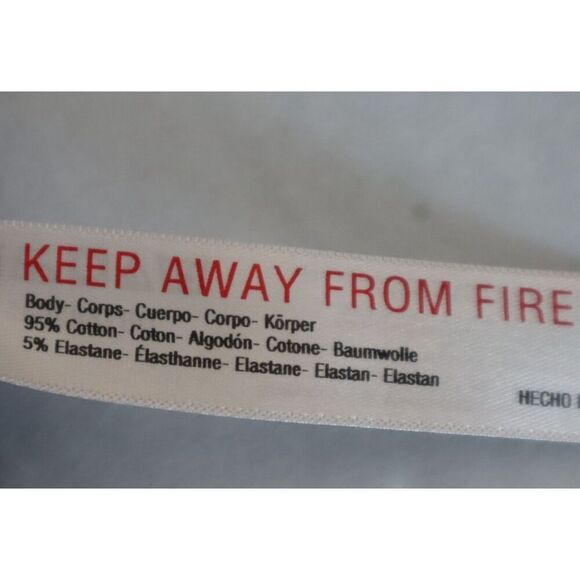 KEEP AWAY FROM FIRE
Body- Corps- Cuerpo- Corpo- Körper
95% Cotton- Coton- Algodón- Cotone- Baumwolle
5% Elastane- Élasthanne- Elastane- Elastan- Elastan
HECHO